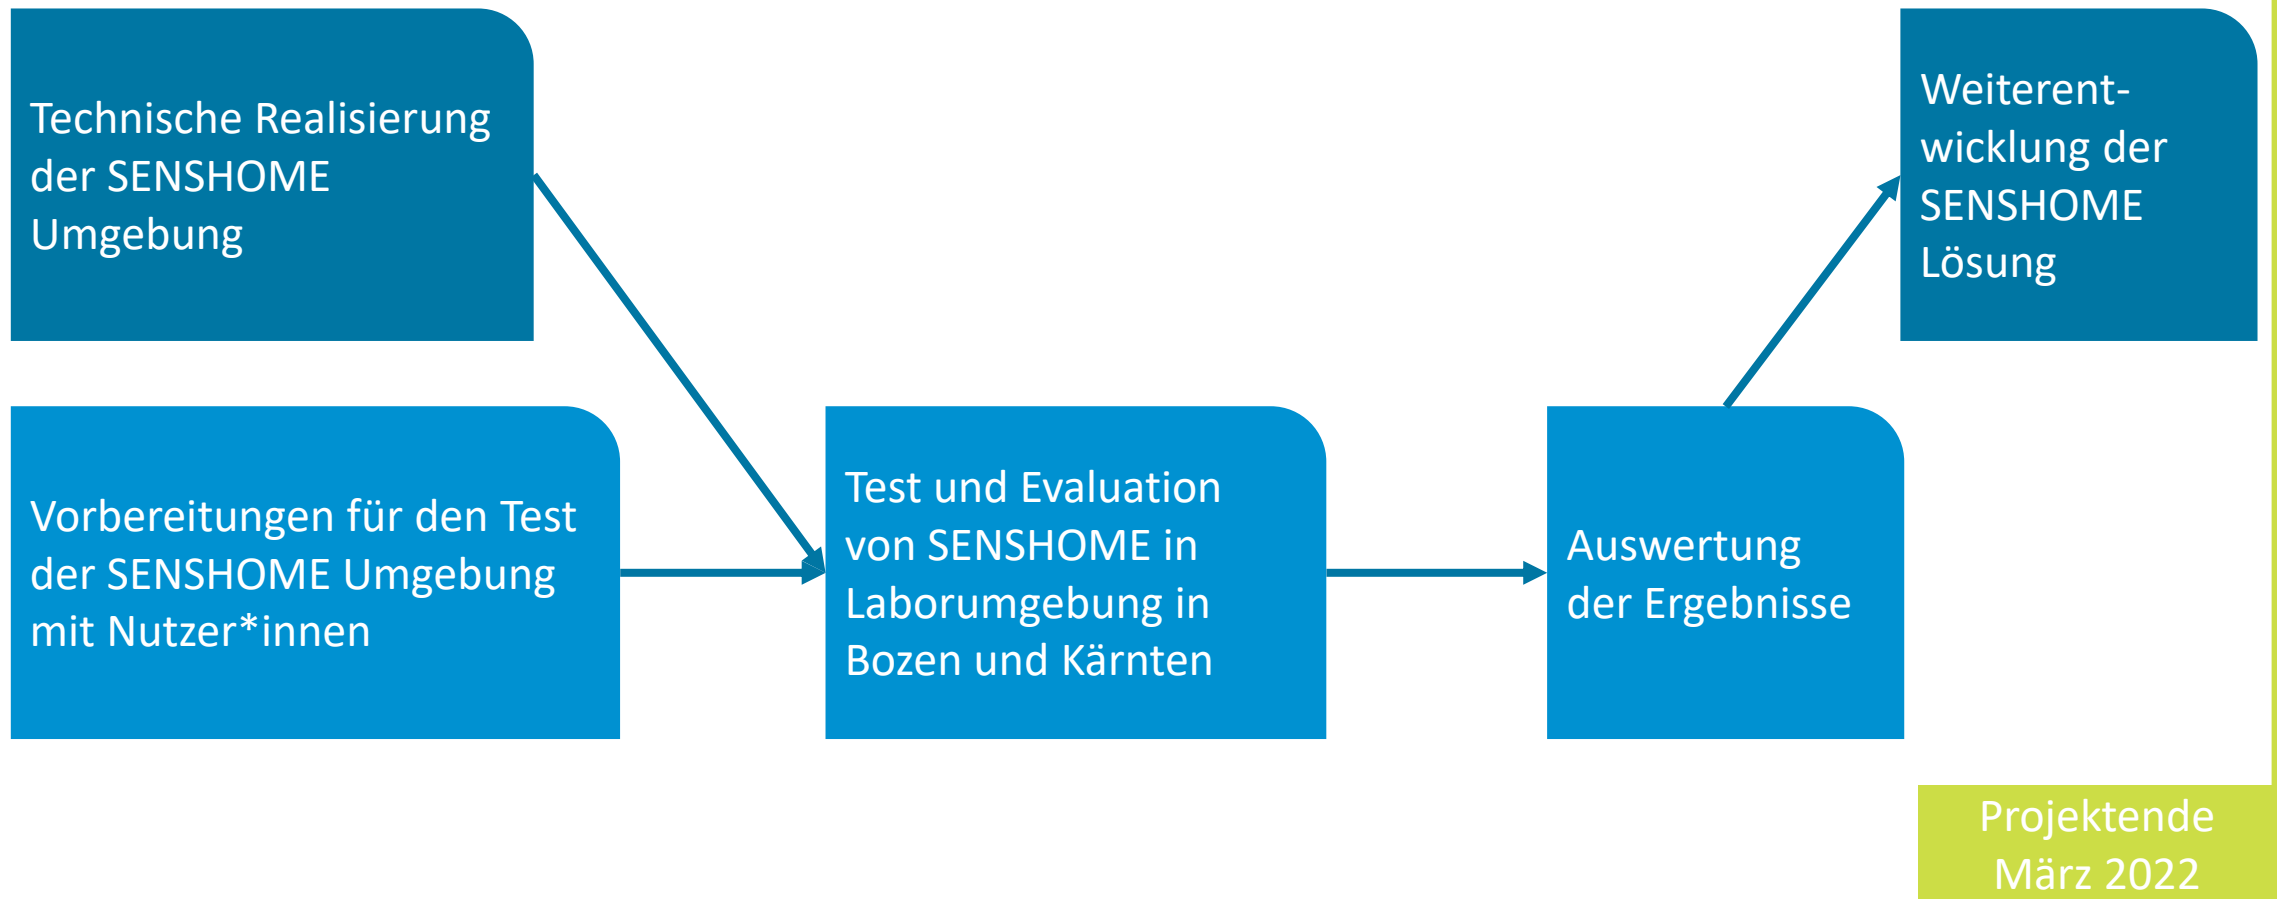 Technische Realisierung
der SENSHOME
Umgebung
Weiterent-
wicklung der
SENSHOME
Lösung
Vorbereitungen für den Test
der SENSHOME Umgebung
mit Nutzer*innen
Test und Evaluation
von SENSHOME in
Laborumgebung in
Bozen und Kärnten
Auswertung
der Ergebnisse
Projektende
März 2022